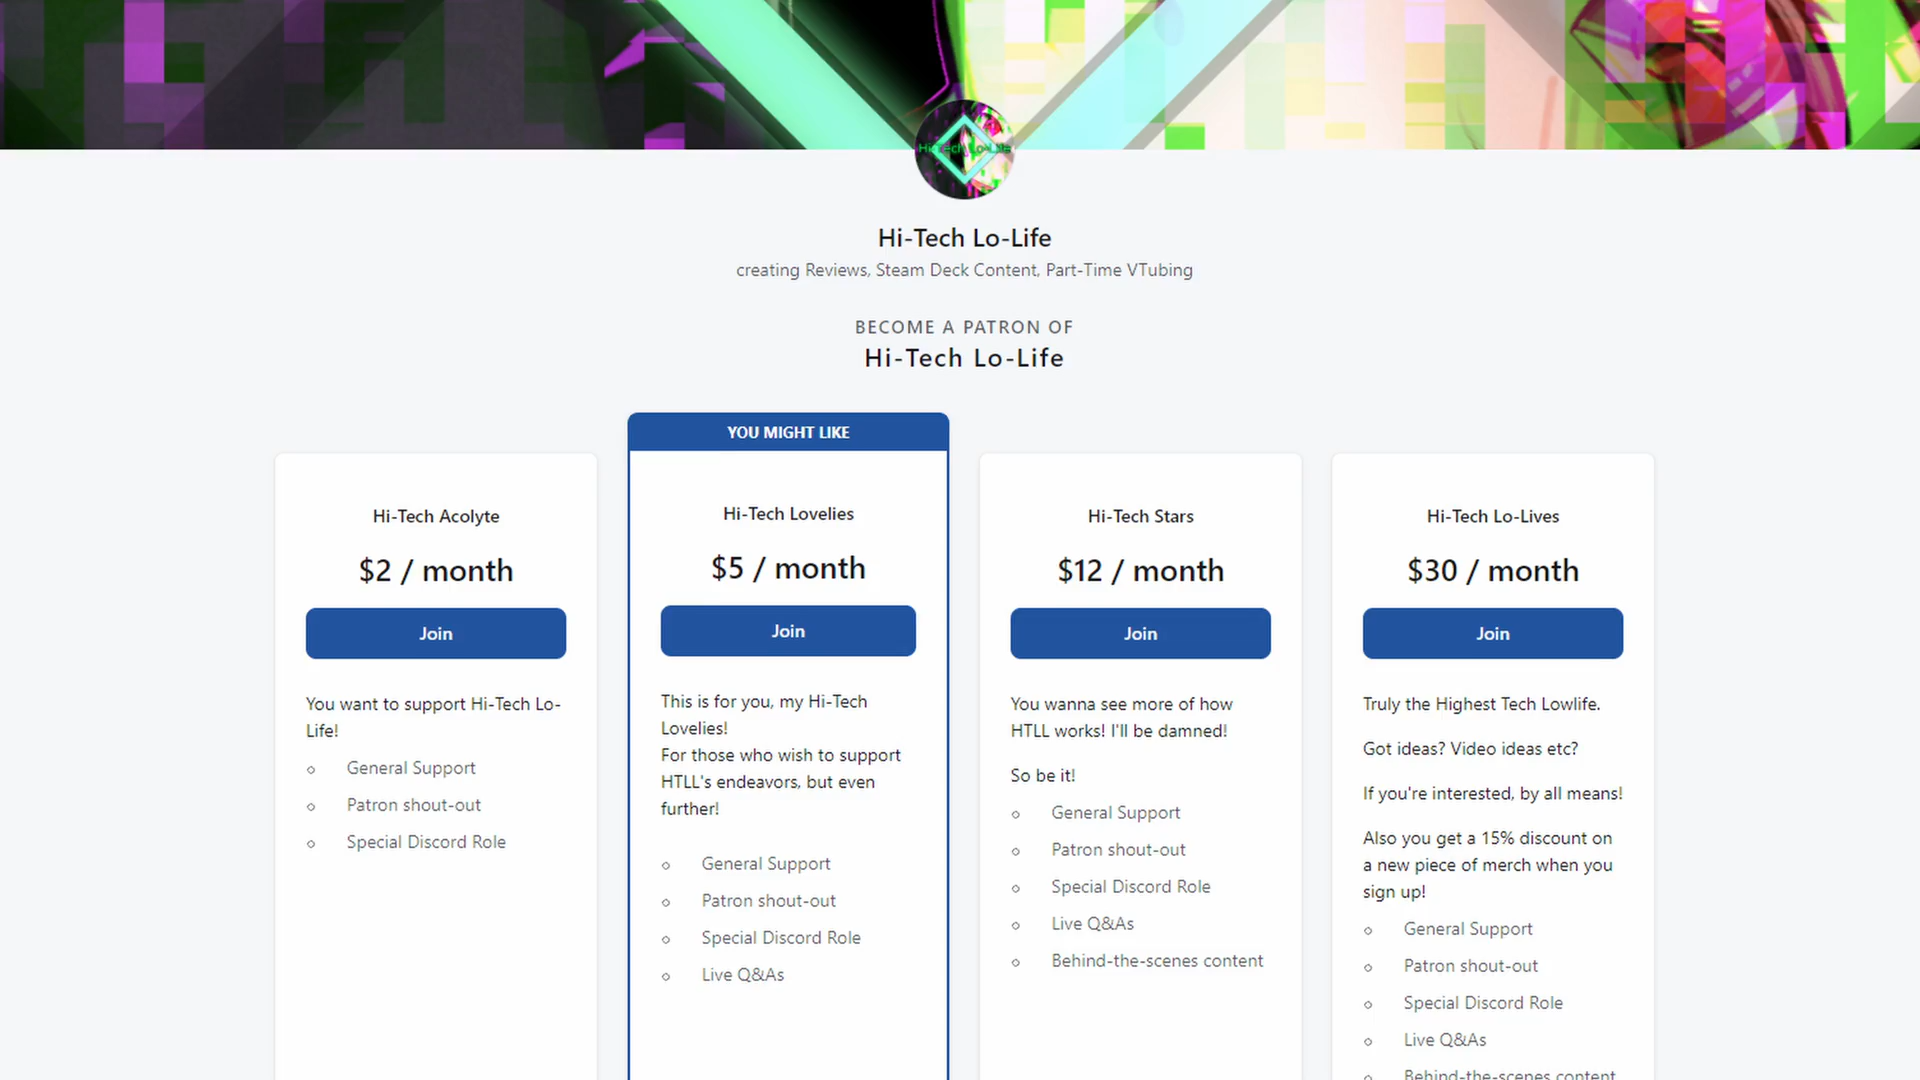 Hi-Tech Lo-Life
Hi-Tech Lo-Life
creating Reviews, Steam Deck Content, Part-Time VTubing
BECOME A PATRON OF
Hi-Tech Lo-Life
YOU MIGHT LIKE
Hi-Tech Acolyte
$2 / month
Join
You want to support Hi-Tech Lo-
Life!
General Support
Patron shout-out
Special Discord Role
Hi-Tech Lovelies
$5 / month
Join
This is for you, my Hi-Tech
Lovelies!
For those who wish to support
HTLL's endeavors, but even
further!
General Support
Patron shout-out
Special Discord Role
Live Q&As
Hi-Tech Stars
$12 / month
Join
You wanna see more of how
HTLL works! I'll be damned!
So be it!
General Support
Patron shout-out
Special Discord Role
Live Q&As
Behind-the-scenes content
Hi-Tech Lo-Lives
$30 / month
Join
Truly the Highest Tech Lowlife.
Got ideas? Video ideas etc?
If you're interested, by all means!
Also you get a 15% discount on
a new piece of merch when you
sign up!
General Support
Patron shout-out
Special Discord Role
Live Q&As
Behind-the-scenes content